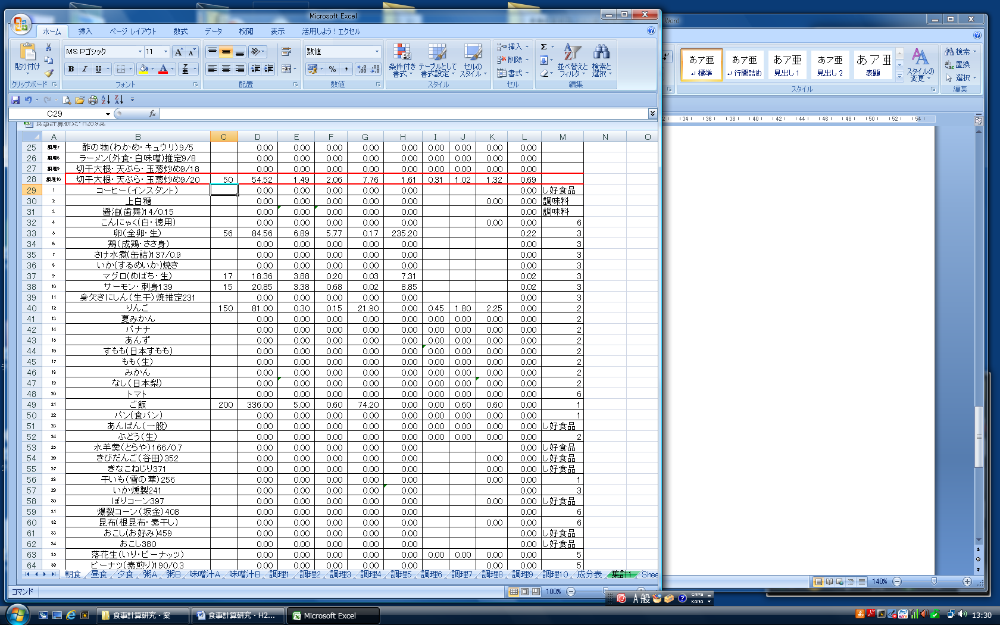 Microsoft Excel
Word
ホーム 挿入 ページ レイアウト 数式 データ 校閲 表示 活用しよう！エクセル
貼り付け
クリップボード
MS Pゴシック 11
B I U
フォント
配置
数値
数値
条件付き書式 テーブルとして書式設定 セルのスタイル
スタイル
挿入
削除
書式
セル
並べ替えとフィルタ 検索と選択
編集
あア亜 標準
あア亜 行間詰め
あア亜 見出し 1
あア亜 見出し 2
あア亜 表題
スタイルの変更
スタイル
検索
置換
選択
編集
C29 fx
食事計算研究・H28.9案
A B C D E F G H I J K L M N O
25 調理7 酢の物(わかめ・キュウリ)9/5 0.00 0.00 0.00 0.00 0.00 0.00 0.00 0.00 0.00
26 調理8 ラーメン(外食・白味噌)推定9/8 0.00 0.00 0.00 0.00 0.00 0.00 0.00 0.00 0.00
27 調理9 切干大根・天ぷら・玉葱炒め9/18 0.00 0.00 0.00 0.00 0.00 0.00 0.00 0.00 0.00
28 調理10 切干大根・天ぷら・玉葱炒め9/20 50 54.52 1.49 2.06 7.76 1.61 0.31 1.02 1.32 0.69
29 1 コーヒー(インスタント) 0.00 0.00 0.00 0.00 0.00 0.00 し好食品
30 2 上白糖 0.00 0.00 0.00 0.00 0.00 0.00 0.00 調味料
31 3 醤油(歯舞)14/0.15 0.00 0.00 0.00 0.00 0.00 0.00 調味料
32 4 こんにゃく(白・徳用) 0.00 0.00 0.00 0.00 0.00 0.00 0.00 6
33 5 卵(全卵・生) 56 84.56 6.89 5.77 0.17 235.20 0.22 3
34 6 鶏(成鶏・ささ身) 0.00 0.00 0.00 0.00 0.00 0.00 3
35 7 さけ水煮(缶詰)137/0.9 0.00 0.00 0.00 0.00 0.00 0.00 3
36 8 いか(するめいか)焼き 0.00 0.00 0.00 0.00 0.00 0.00 3
37 9 マグロ(めばち・生) 17 18.36 3.88 0.20 0.03 7.31 0.02 3
38 10 サーモン・刺身139 15 20.85 3.38 0.68 0.02 8.85 0.02 3
39 11 身欠きにしん(生干)焼推定231 0.00 0.00 0.00 0.00 0.00 0.00 3
40 12 りんご 150 81.00 0.30 0.15 21.90 0.00 0.45 1.80 2.25 0.00 2
41 13 夏みかん 0.00 0.00 0.00 0.00 0.00 0.00 0.00 0.00 0.00 2
42 14 バナナ 0.00 0.00 0.00 0.00 0.00 0.00 0.00 0.00 0.00 2
43 15 あんず 0.00 0.00 0.00 0.00 0.00 0.00 0.00 0.00 0.00 2
44 16 すもも(日本すもも) 0.00 0.00 0.00 0.00 0.00 0.00 0.00 0.00 0.00 2
45 17 もも(生) 0.00 0.00 0.00 0.00 0.00 0.00 0.00 0.00 0.00 2
46 18 みかん 0.00 0.00 0.00 0.00 0.00 0.00 0.00 0.00 0.00 2
47 19 なし(日本梨) 0.00 0.00 0.00 0.00 0.00 0.00 0.00 0.00 0.00 2
48 20 トマト 0.00 0.00 0.00 0.00 0.00 0.00 0.00 0.00 0.00 6
49 21 ご飯 200 336.00 5.00 0.60 74.20 0.00 0.00 0.60 0.60 0.00 1
50 22 パン(食パン) 0.00 0.00 0.00 0.00 0.00 0.00 0.00 0.00 0.00 1
51 23 あんぱん(一般) 0.00 0.00 0.00 0.00 0.00 0.00 0.00 0.00 0.00 し好食品
52 24 ぶどう(生) 0.00 0.00 0.00 0.00 0.00 0.00 0.00 0.00 0.00 2
53 25 水羊羹(とらや)166/0.7 0.00 0.00 0.00 0.00 0.00 0.00 し好食品
54 26 きびだんご(谷田)352 0.00 0.00 0.00 0.00 0.00 0.00 0.00 し好食品
55 27 きなこねじり371 0.00 0.00 0.00 0.00 0.00 0.00 0.00 し好食品
56 28 干いも(雪の華)256 0.00 0.00 0.00 0.00 0.00 0.00 0.00 1
57 29 いか燻製241 0.00 0.00 0.00 0.00 0.00 0.00 3
58 30 ぽりコーン397 0.00 0.00 0.00 0.00 0.00 0.00 0.00 し好食品
59 31 爆裂コーン(坂金)408 0.00 0.00 0.00 0.00 0.00 0.00 6
60 32 昆布(根昆布・素干し) 0.00 0.00 0.00 0.00 0.00 0.00 0.00 6
61 33 おこし(お好み)459 0.00 0.00 0.00 0.00 0.00 0.00 し好食品
62 34 おこし380 0.00 0.00 0.00 0.00 0.00 0.00 し好食品
63 35 落花生(いり・ピーナッツ) 0.00 0.00 0.00 0.00 0.00 0.00 0.00 0.00 0.00 5
64 36 ピーナツ(素煎り)190/0.3 0.00 0.00 0.00 0.00 0.00 0.00 0.00 5
朝食 昼食 夕食 粥A 粥B 味噌汁A 味噌汁B 調理1 調理2 調理3 調理4 調理5 調理6 調理7 調理8 調理9 調理10 成分表 集計1 Shee
コマンド 100%
34 36 38 40 42 44 46 48 50 52 54
140%
A 般 CAPS KANA
食事計算研究・案 食事計算研究・H2... Microsoft Excel 13:30